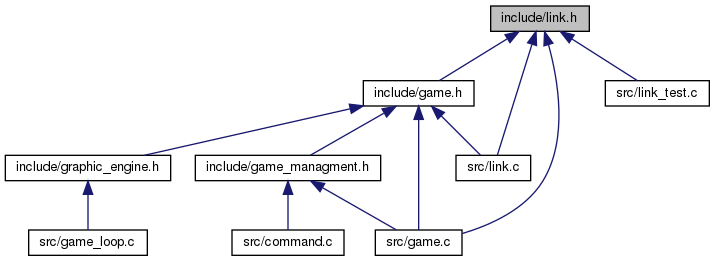 include/link.h
include/game.h
src/link_test.c
include/graphic_engine.h
include/game_managment.h
src/link.c
src/game_loop.c
src/command.c
src/game.c